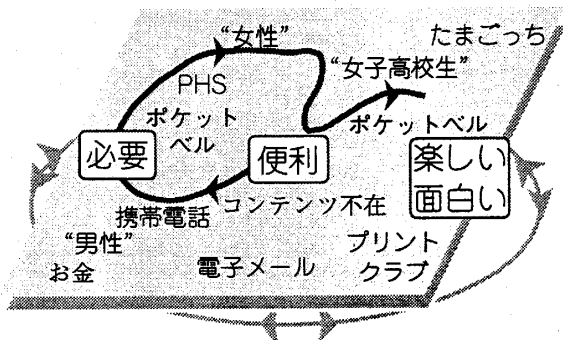 “女性”
たまごっち
“女子高校生”
PHS
ポケット
ベル
ポケットベル
必要
便利
楽しい
面白い
コンテンツ不在
携帯電話
“男性”
お金
電子メール
プリント
クラブ